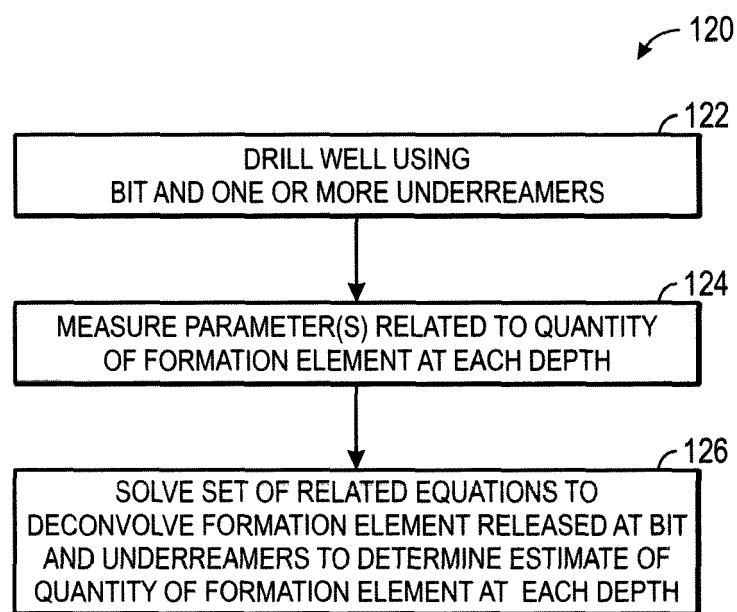 120
122
DRILL WELL USING
BIT AND ONE OR MORE UNDERREAMERS
124
MEASURE PARAMETER(S) RELATED TO QUANTITY
OF FORMATION ELEMENT AT EACH DEPTH
126
SOLVE SET OF RELATED EQUATIONS TO
DECONVOLVE FORMATION ELEMENT RELEASED AT BIT
AND UNDERREAMERS TO DETERMINE ESTIMATE OF
QUANTITY OF FORMATION ELEMENT AT EACH DEPTH